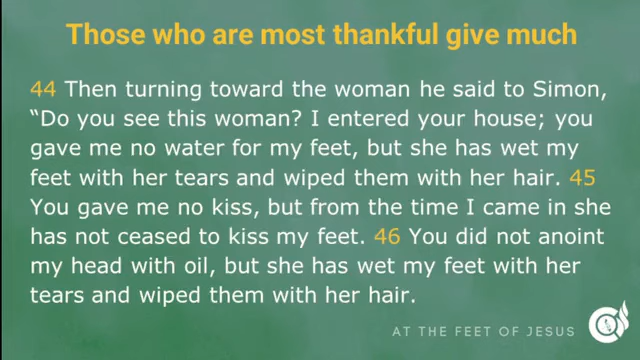 Those who are most thankful give much
44 Then turning toward the woman he said to Simon,
“Do you see this woman? I entered your house; you
gave me no water for my feet, but she has wet my
feet with her tears and wiped them with her hair. 45
You gave me no kiss, but from the time I came in she
has not ceased to kiss my feet. 46 You did not anoint
my head with oil, but she has wet my feet with her
tears and wiped them with her hair.
AT THE FEET OF JESUS